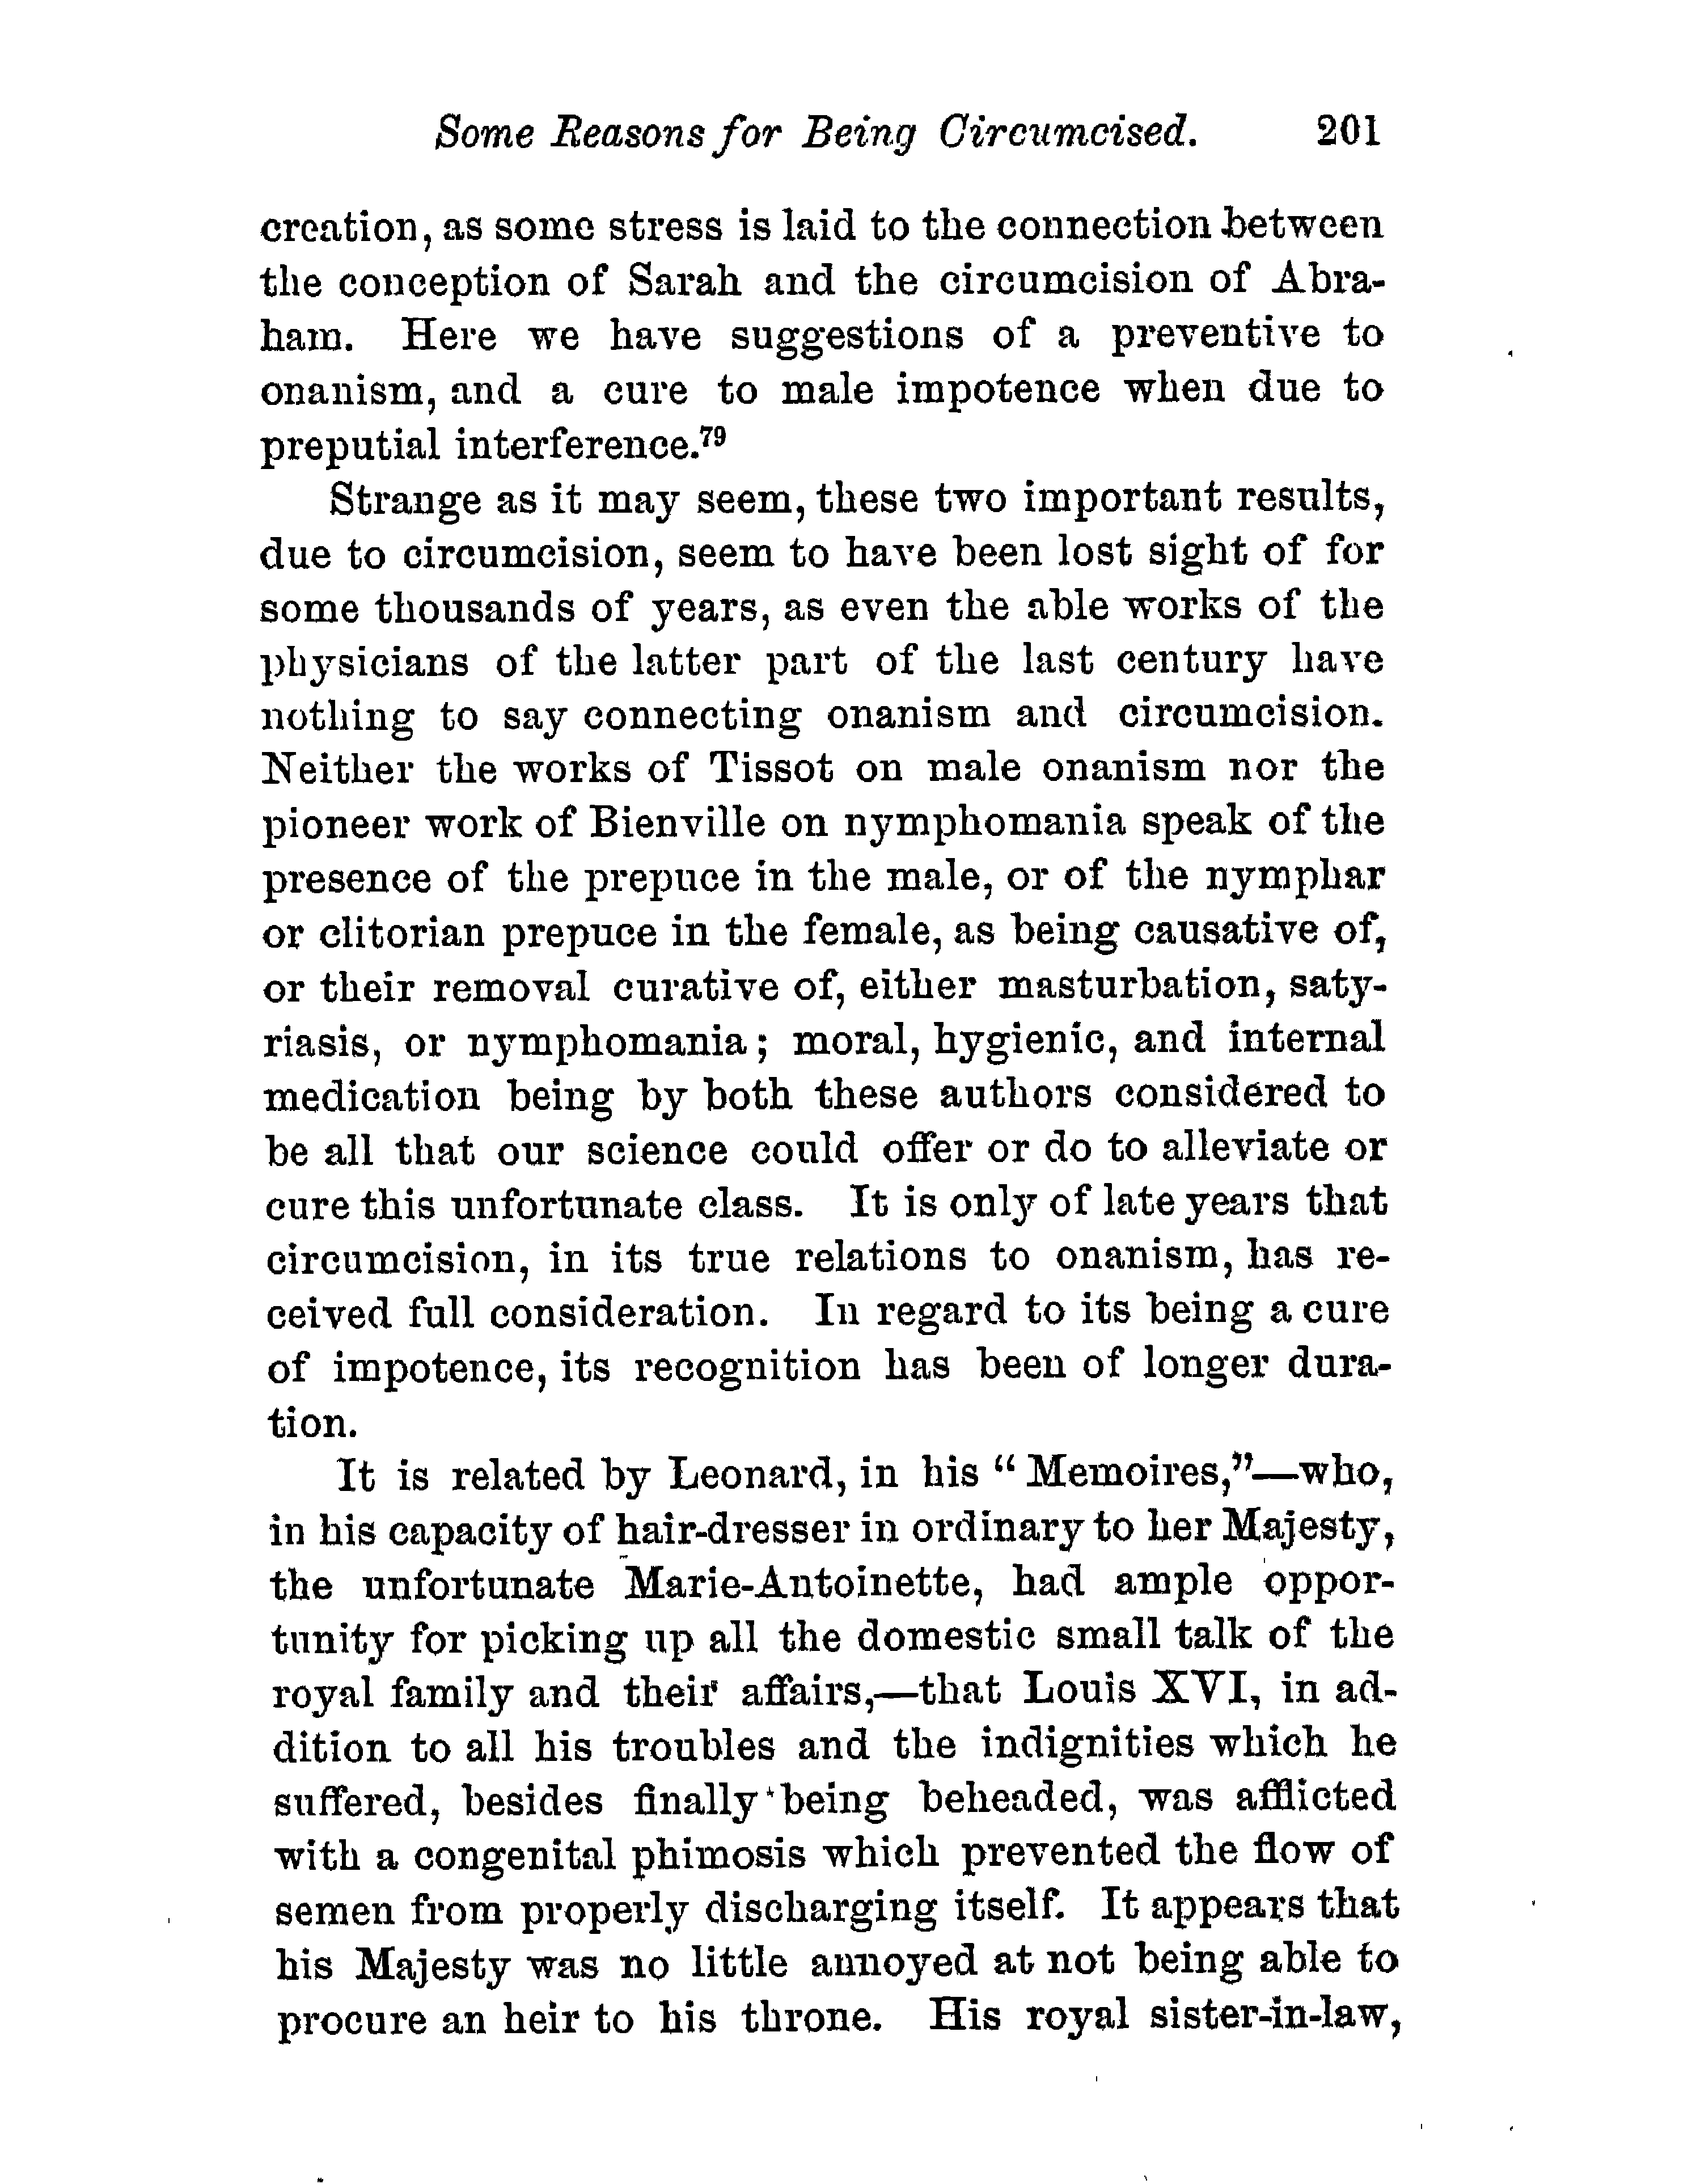 Some Reasons for Being Circumcised. 201
creation, as some stress is laid to the connection between
the conception of Sarah and the circumcision of Abra-
ham. Here we have suggestions of a preventive to
onanism, and a cure to male impotence when due to
preputial interference.79
Strange as it may seem, these two important results,
due to circumcision, seem to have been lost sight of for
some thousands of years, as even the able works of the
physicians of the latter part of the last century have
nothing to say connecting onanism and circumcision.
Neither the works of Tissot on male onanism nor the
pioneer work of Bienville on nymphomania speak of the
presence of the prepuce in the male, or of the nymphar
or clitorian prepuce in the female, as being causative of,
or their removal curative of, either masturbation, saty-
riasis, or nymphomania; moral, hygienic, and internal
medication being by both these authors considered to
be all that our science could offer or do to alleviate or
cure this unfortunate class. It is only of late years that
circumcision, in its true relations to onanism, has re-
ceived full consideration. In regard to its being a cure
of impotence, its recognition has been of longer dura-
tion.
It is related by Leonard, in his "Memoires,"—who,
in his capacity of hair-dresser in ordinary to her Majesty,
the unfortunate Marie-Antoinette, had ample oppor-
tunity for picking up all the domestic small talk of the
royal family and their affairs,—that Louis XVI, in ad-
dition to all his troubles and the indignities which he
suffered, besides finally being beheaded, was afflicted
with a congenital phimosis which prevented the flow of
semen from properly discharging itself. It appears that
his Majesty was no little annoyed at not being able to
procure an heir to his throne. His royal sister-in-law,